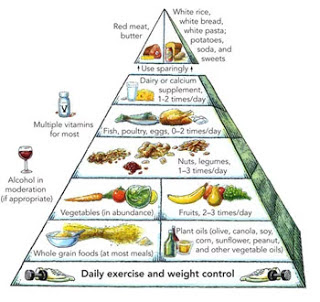 Red meat,
butter
White rice,
white bread,
white pasta;
potatoes,
soda, and
sweets
Use sparingly
Dairy or calcium
supplement,
1-2 times/day
V
Multiple vitamins
for most
Fish, poultry, eggs, 0–2 times/day
Nuts, legumes,
1–3 times/day
Alcohol in
moderation
(if appropriate)
Vegetables (in abundance)
Fruits, 2–3 times/day
Whole grain foods (at most meals)
Plant oils (olive, canola, soy,
corn, sunflower, peanut,
and other vegetable oils)
Daily exercise and weight control